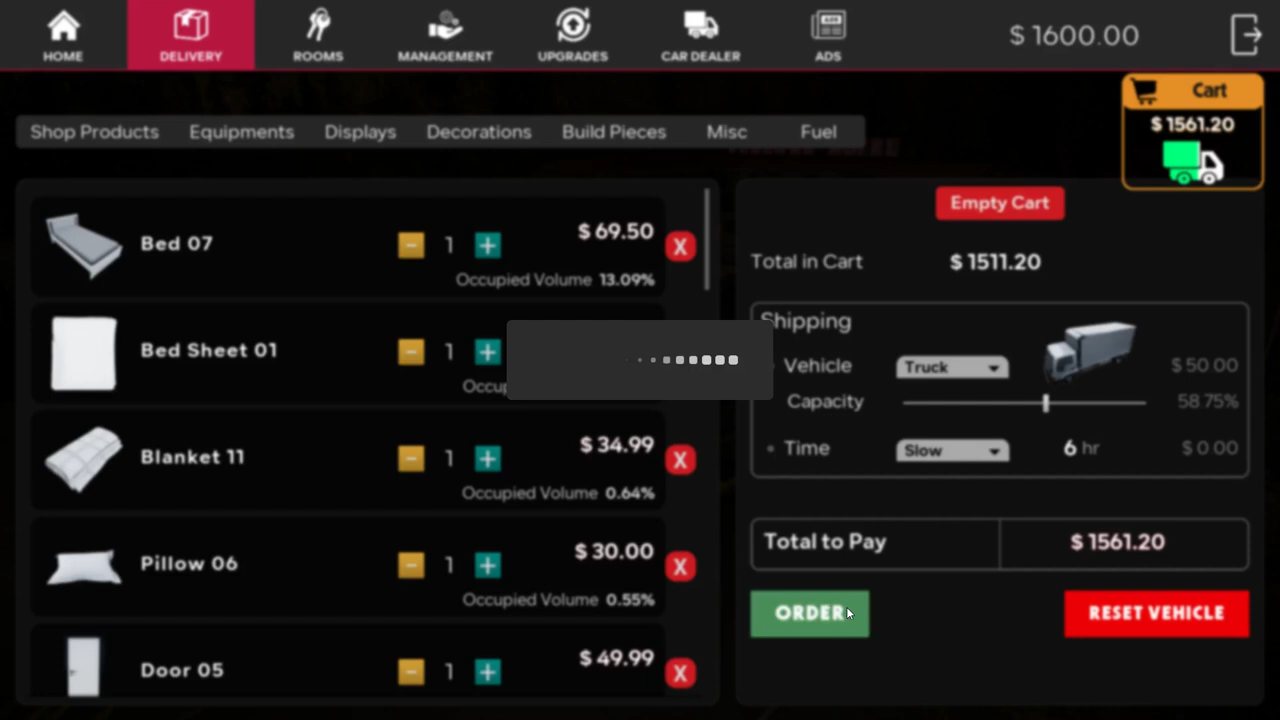 HOME
DELIVERY
ROOMS
MANAGEMENT
UPGRADES
CAR DEALER
ADS
$ 1600.00
Cart
$ 1561.20
Shop Products
Equipments
Displays
Decorations
Build Pieces
Misc
Fuel
Bed 07
1
$ 69.50
X
Occupied Volume 13.09%
Bed Sheet 01
1
Blanket 11
1
$ 34.99
X
Occupied Volume 0.64%
Pillow 06
1
$ 30.00
X
Occupied Volume 0.55%
Door 05
1
$ 49.99
X
Empty Cart
Total in Cart
$ 1511.20
Shipping
Vehicle
Truck
$ 50.00
Capacity
58.75%
Time
Slow
6 hr
$ 0.00
Total to Pay
$ 1561.20
ORDER
RESET VEHICLE